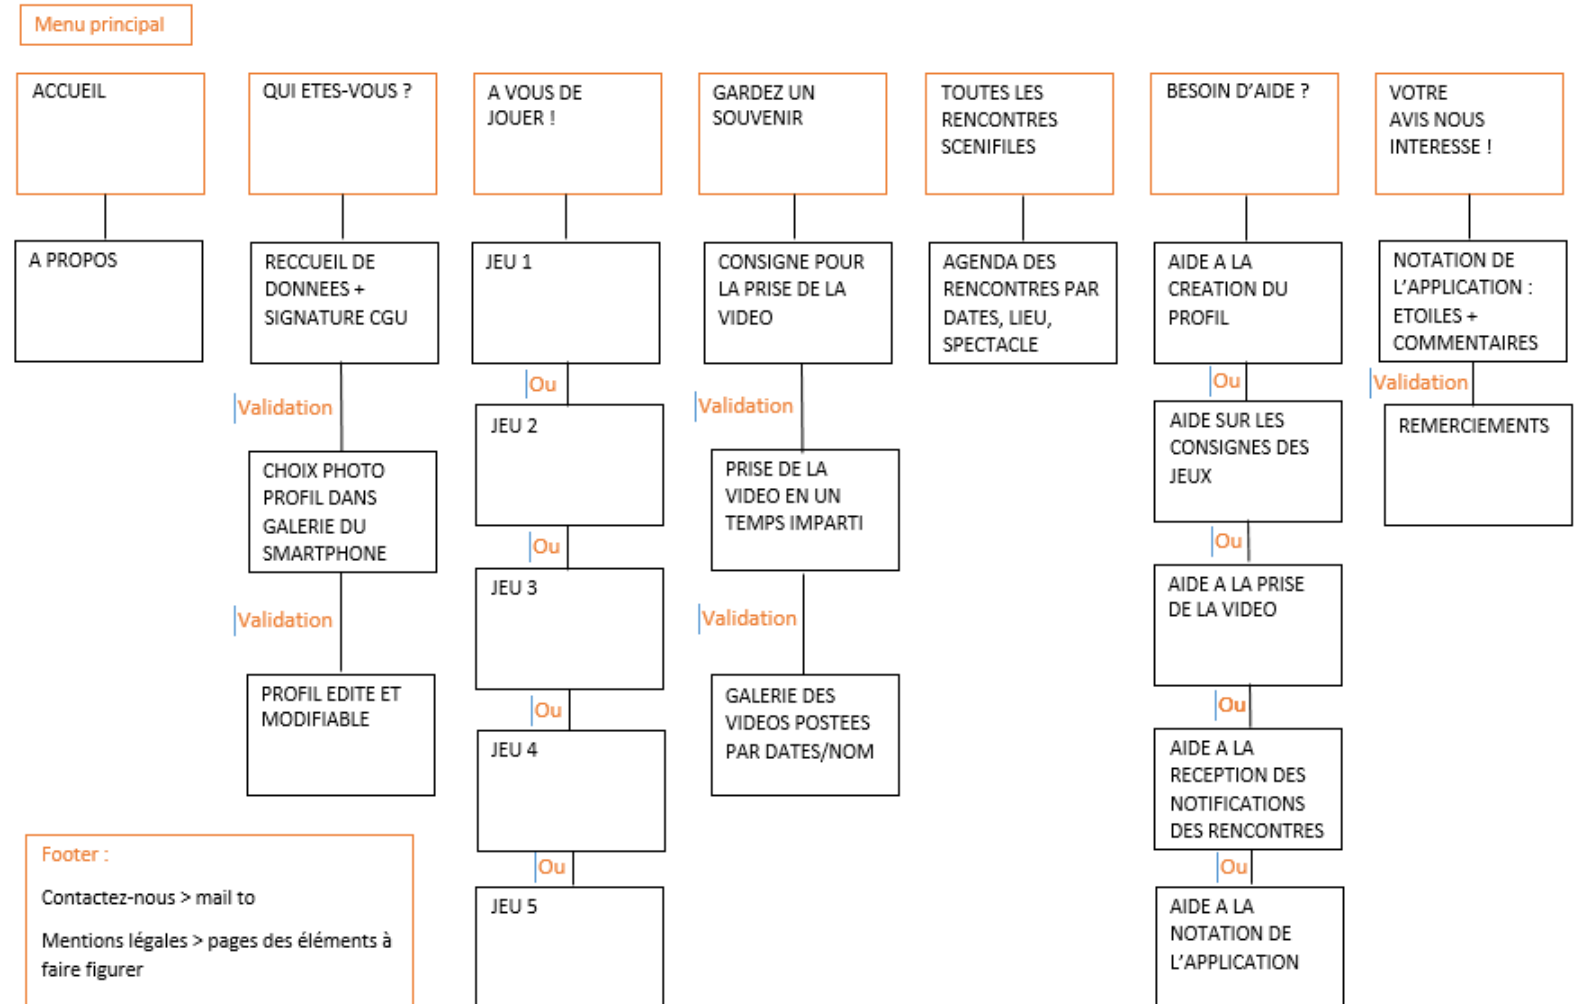 Menu principal
ACCUEIL
A PROPOS
QUI ETES-VOUS ?
RECCUEIL DE
DONNEES +
SIGNATURE CGU
Validation
CHOIX PHOTO
PROFIL DANS
GALERIE DU
SMARTPHONE
Validation
PROFIL EDITE ET
MODIFIABLE
A VOUS DE
JOUER !
JEU 1
Ou
JEU 2
Ou
JEU 3
Ou
JEU 4
Ou
JEU 5
GARDEZ UN
SOUVENIR
CONSIGNE POUR
LA PRISE DE LA
VIDEO
Validation
PRISE DE LA
VIDEO EN UN
TEMPS IMPARTI
Validation
GALERIE DES
VIDEOS POSTEES
PAR DATES/NOM
TOUTES LES
RENCONTRES
SCENIFILES
AGENDA DES
RENCONTRES PAR
DATES, LIEU,
SPECTACLE
BESOIN D'AIDE ?
AIDE A LA
CREATION DU
PROFIL
Ou
AIDE SUR LES
CONSIGNES DES
JEUX
Ou
AIDE A LA PRISE
DE LA VIDEO
Ou
AIDE A LA
RECEPTION DES
NOTIFICATIONS
DES RENCONTRES
Ou
AIDE A LA
NOTATION DE
L'APPLICATION
VOTRE
AVIS NOUS
INTERESSE !
NOTATION DE
L'APPLICATION :
ETOILES +
COMMENTAIRES
Validation
REMERCIEMENTS
Footer :
Contactez-nous > mail to
Mentions légales > pages des éléments à
faire figurer